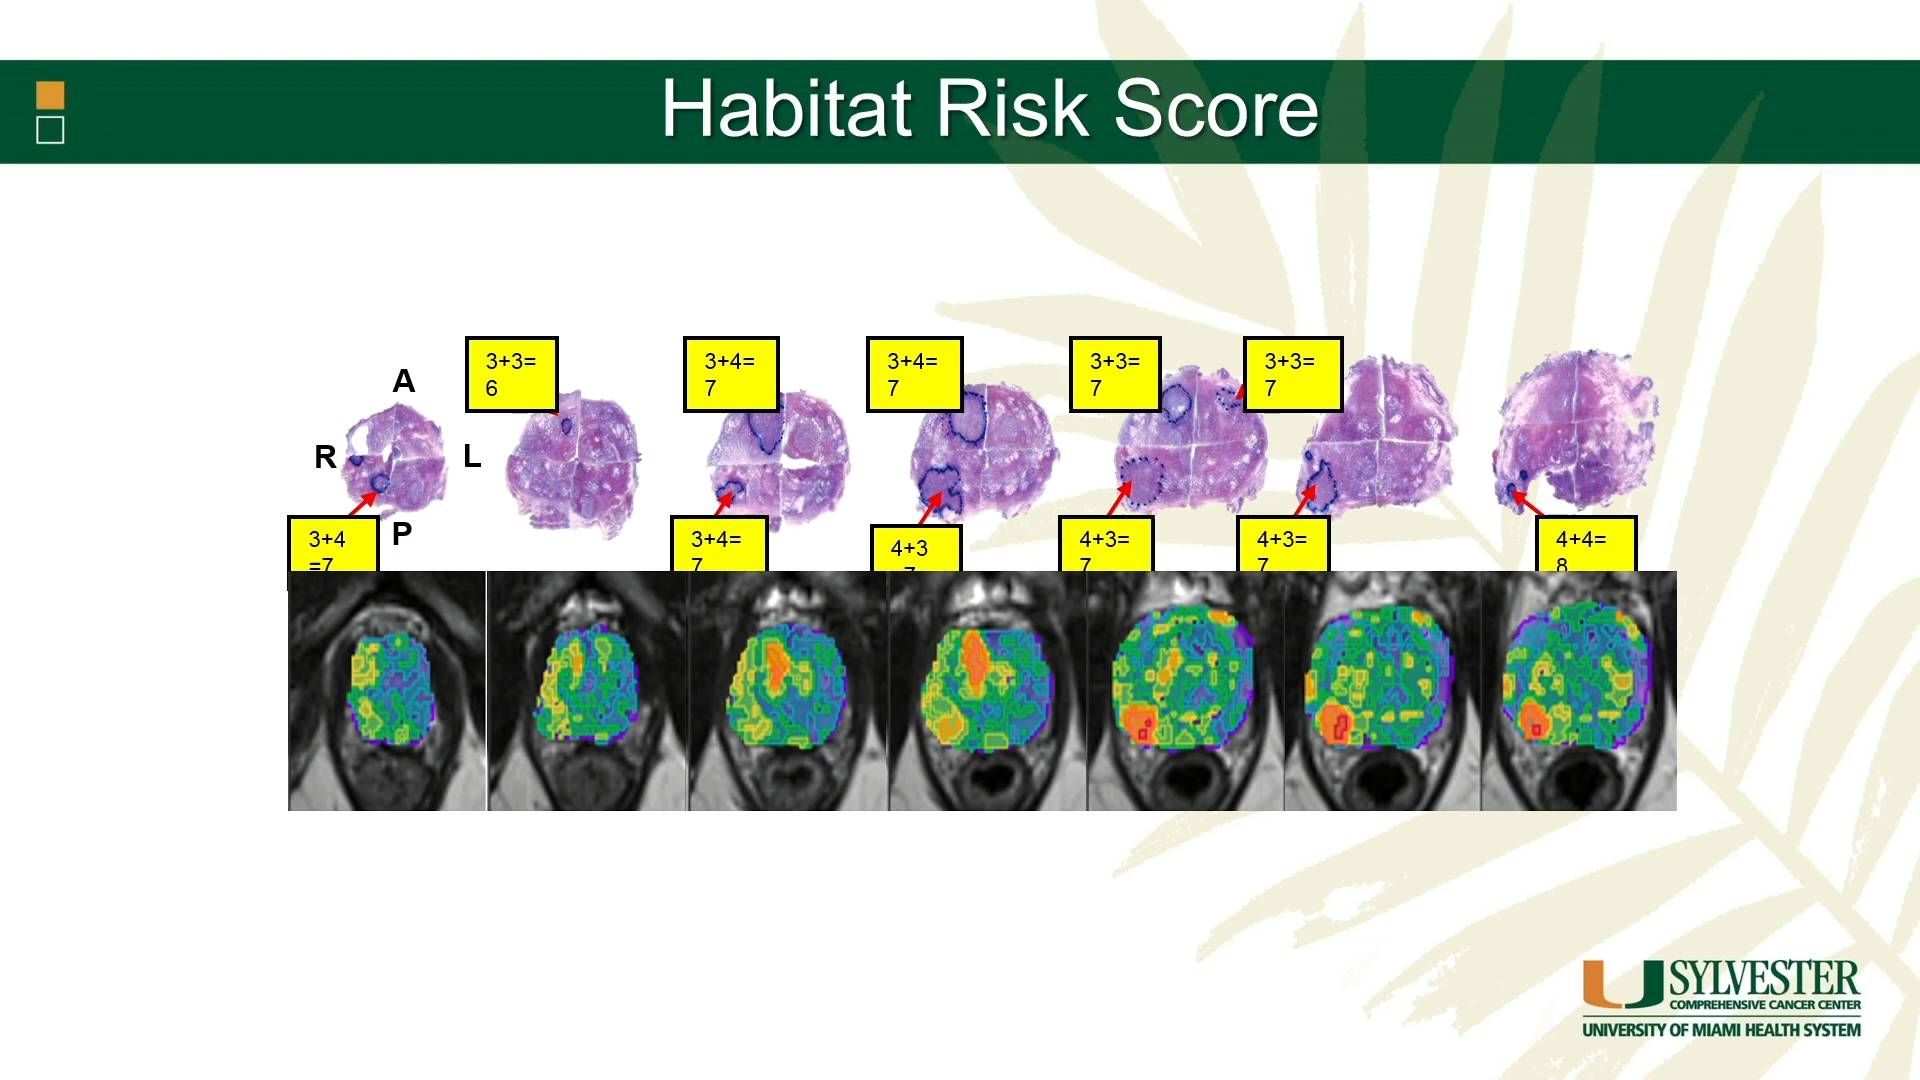 Habitat Risk Score
3+3=
6
3+4=
7
3+4=
7
3+3=
7
3+3=
7
A
R
L
P
3+4
=7
3+4=
7
4+3
4+3=
7
4+3=
7
4+4=
8
SYLVESTER
COMPREHENSIVE CANCER CENTER
UNIVERSITY OF MIAMI HEALTH SYSTEM